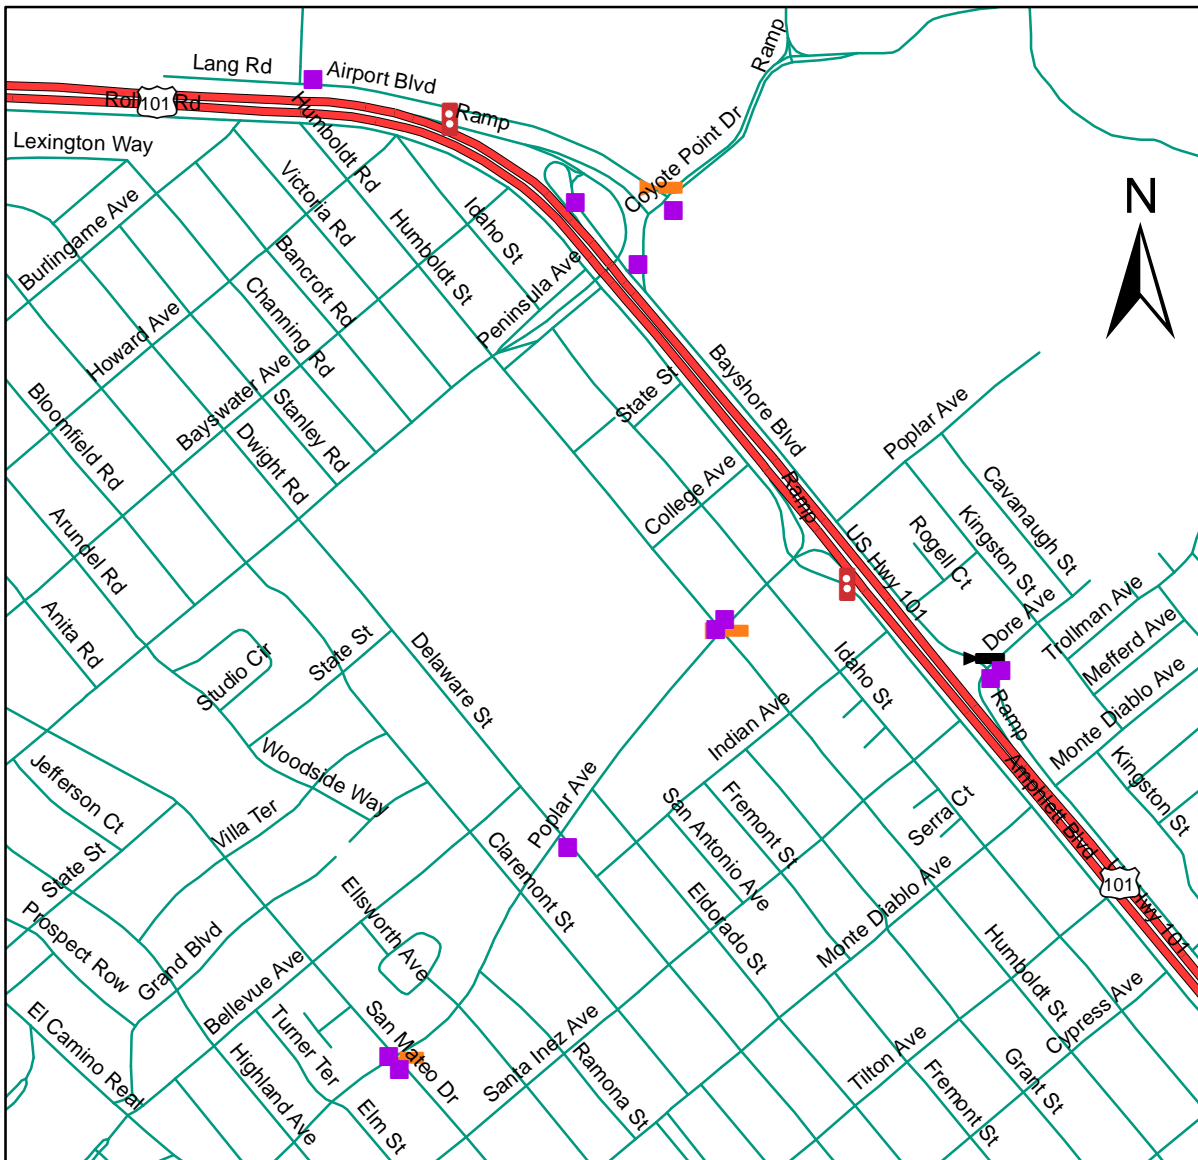 Ramp
Lang Rd
Airport Blvd
101
Ramp
Humboldt Rd
Lexington Way
Coyote Point Dr
Victoria Rd
Idaho St
N
Burlingame Ave
Humboldt St
Bancroft Rd
Peninsula Ave
Channing Rd
Howard Ave
Bayshore Blvd
State St
Bayswater Ave
Poplar Ave
Bloomfield Rd
Stanley Rd
Dwight Rd
College Ave
Ramp
Cavanaugh St
Kingston St
Arundel Rd
US Hwy 101
Rogell Ct
Anita Rd
Dore Ave
Trollman Ave
Mefferd Ave
State St
Studio Cir
Delaware St
Idaho St
Ramp
Monte Diablo Ave
Indian Ave
Woodside Way
Jefferson Ct
Kingston St
Amphlett Blvd
Villa Ter
Poplar Ave
Fremont St
San Antonio Ave
Serra Ct
State St
Claremont St
101
Hwy 101
Ellsworth Ave
Eldorado St
Monte Diablo Ave
Prospect Row
Grand Blvd
Humboldt St
Bellevue Ave
El Camino Real
Turner Ter
San Mateo Dr
Santa Inez Ave
Cypress Ave
Highland Ave
Elm St
Ramona St
Tilton Ave
Grant St
Fremont St